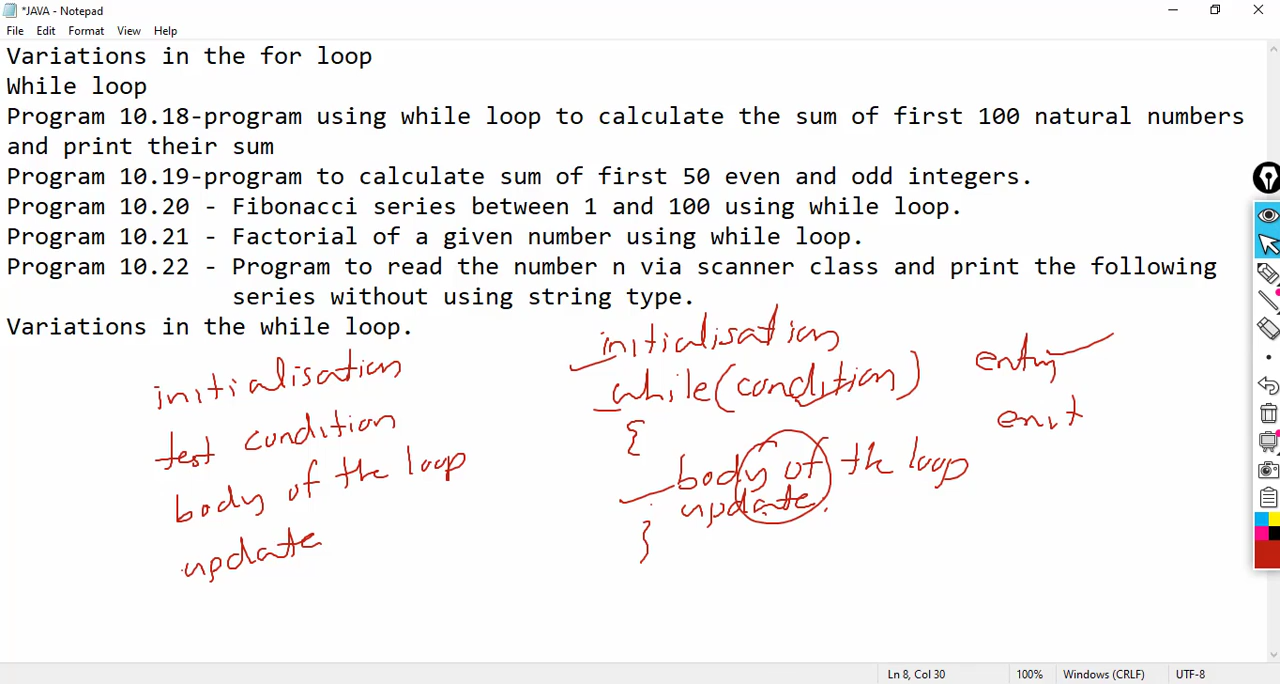 *JAVA - Notepad
File Edit Format View Help
Variations in the for loop
While loop
Program 10.18-program using while loop to calculate the sum of first 100 natural numbers
and print their sum
Program 10.19-program to calculate sum of first 50 even and odd integers.
Program 10.20 - Fibonacci series between 1 and 100 using while loop.
Program 10.21 - Factorial of a given number using while loop.
Program 10.22 - Program to read the number n via scanner class and print the following
series without using string type.
Variations in the while loop.
initialisation
test condition
body of the loop
update
initialisation
while(condition)
{
body of the loop
update.
}
entry
exit
Ln 8, Col 30 100% Windows (CRLF) UTF-8